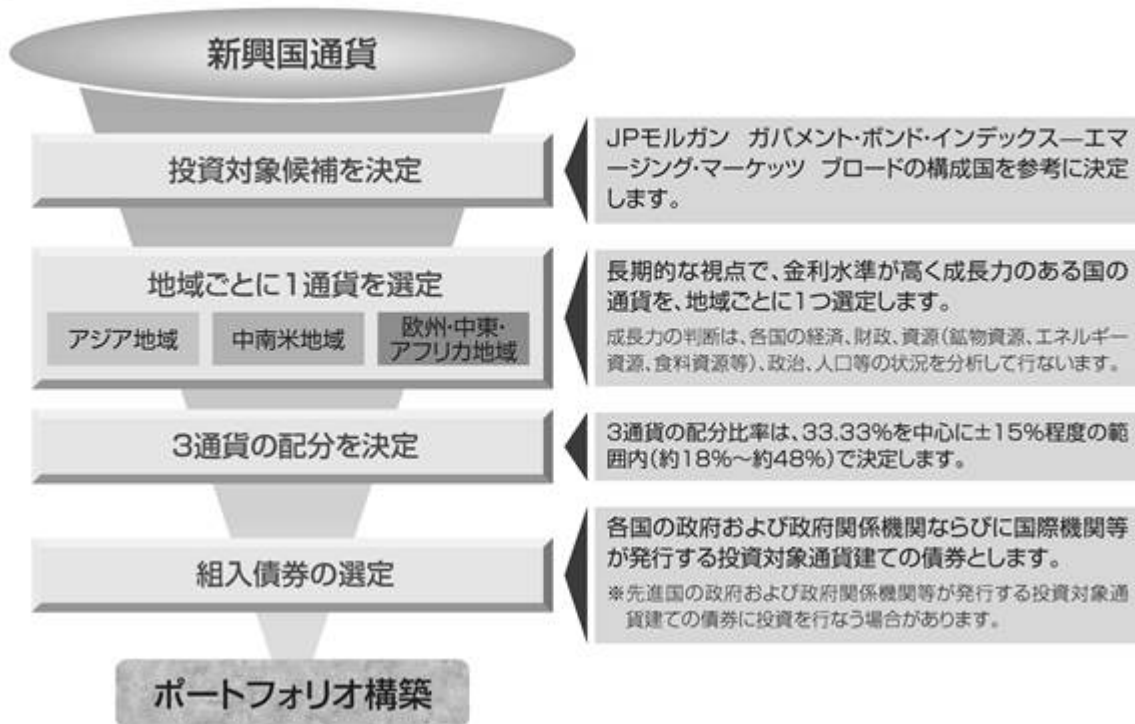 新興国通貨
投資対象候補を決定
JPモルガン ガバメント・ボンド・インデックス―エマ
ージング・マーケッツ ブロードの構成国を参考に決定
します。
地域ごとに1通貨を選定
アジア地域
中南米地域
欧州・中東・
アフリカ地域
長期的な視点で、金利水準が高く成長力のある国の
通貨を、地域ごとに1つ選定します。
成長力の判断は、各国の経済、財政、資源(鉱物資源、エネルギー
資源、食料資源等)、政治、人口等の状況を分析して行ないます。
3通貨の配分を決定
3通貨の配分比率は、33.33%を中心に±15%程度の範
囲内(約18%～約48%)で決定します。
組入債券の選定
各国の政府および政府関係機関ならびに国際機関等
が発行する投資対象通貨建ての債券とします。
※先進国の政府および政府関係機関等が発行する投資対象通
貨建ての債券に投資を行なう場合があります。
ポートフォリオ構築